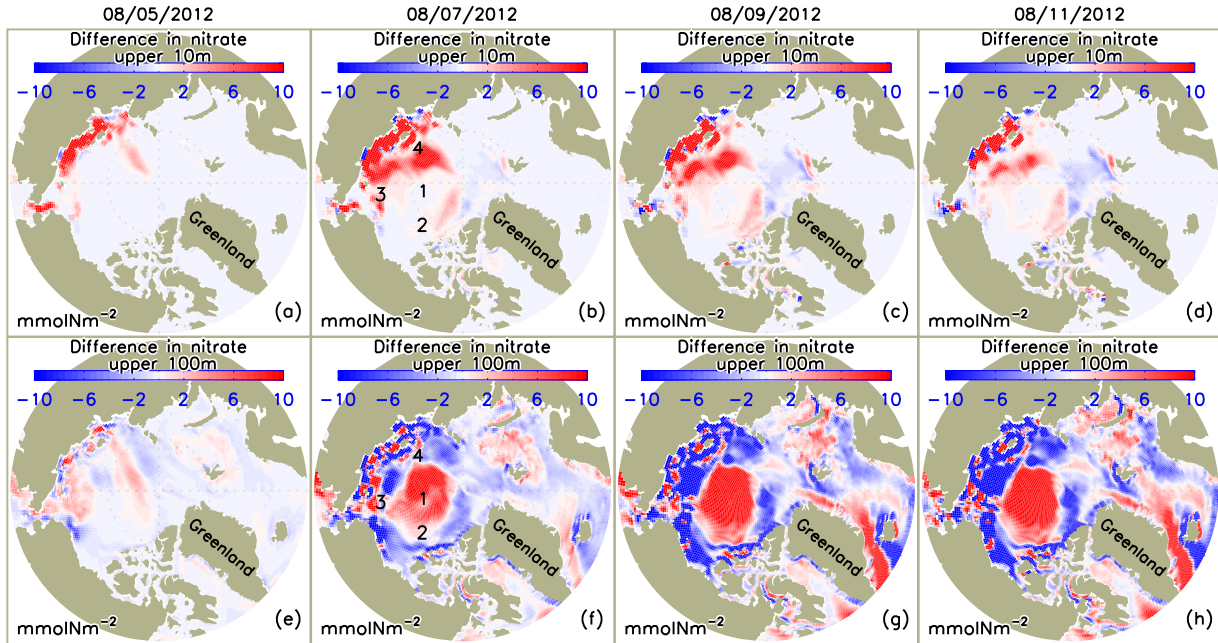 08/05/2012 08/07/2012 08/09/2012 08/11/2012
Difference in nitrate
upper 10m
-10 -6 -2 2 6 10
Greenland
mmolNm⁻² (a)
Difference in nitrate
upper 10m
-10 -6 -2 2 6 10
4
3 1
2
Greenland
mmolNm⁻² (b)
Difference in nitrate
upper 10m
-10 -6 -2 2 6 10
Greenland
mmolNm⁻² (c)
Difference in nitrate
upper 10m
-10 -6 -2 2 6 10
Greenland
mmolNm⁻² (d)
Difference in nitrate
upper 100m
-10 -6 -2 2 6 10
Greenland
mmolNm⁻² (e)
Difference in nitrate
upper 100m
-10 -6 -2 2 6 10
4
3 1
2
Greenland
mmolNm⁻² (f)
Difference in nitrate
upper 100m
-10 -6 -2 2 6 10
Greenland
mmolNm⁻² (g)
Difference in nitrate
upper 100m
-10 -6 -2 2 6 10
Greenland
mmolNm⁻² (h)